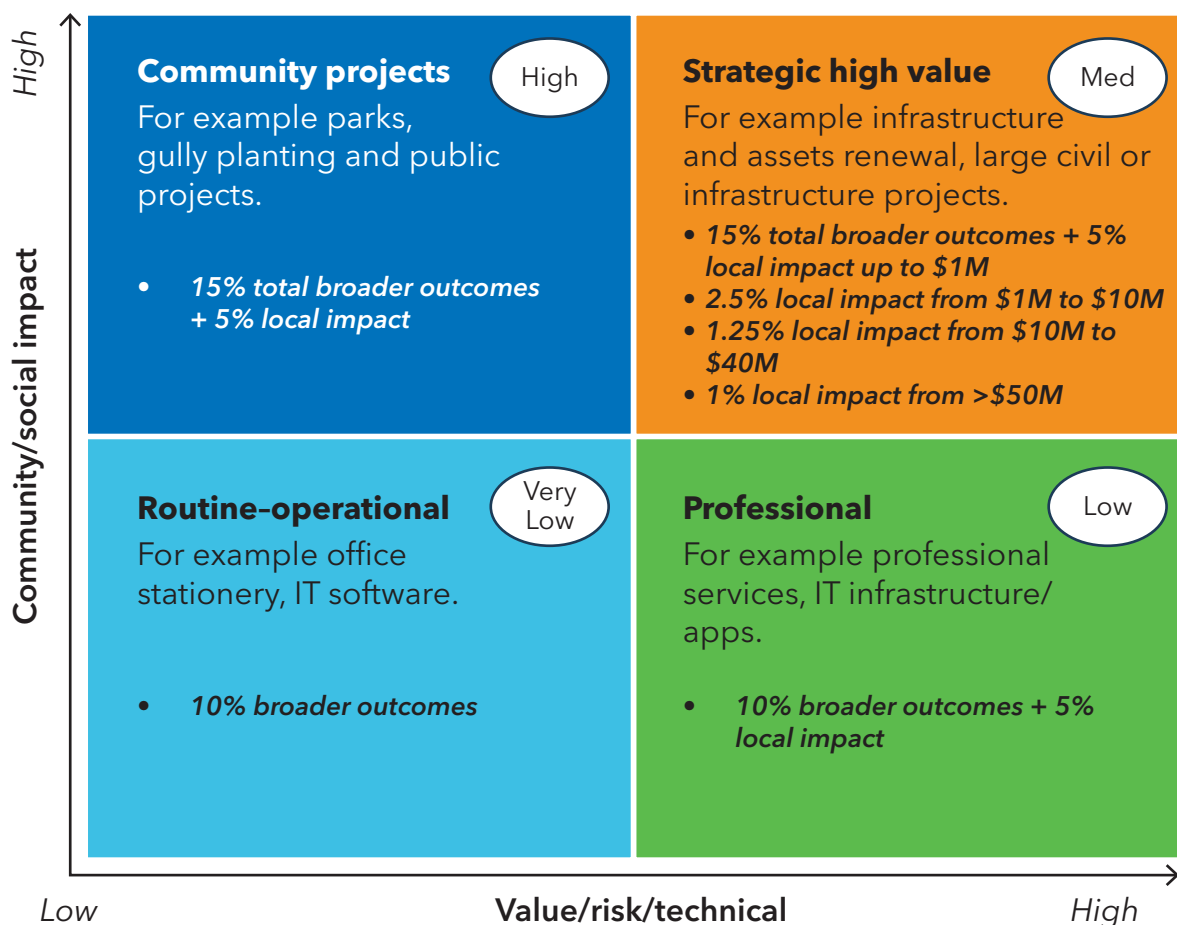 High
Community/social impact
Community projects
High
For example parks,
gully planting and public
projects.
• 15% total broader outcomes
+ 5% local impact
Strategic high value
Med
For example infrastructure
and assets renewal, large civil or
infrastructure projects.
• 15% total broader outcomes + 5%
local impact up to $1M
• 2.5% local impact from $1M to $10M
• 1.25% local impact from $10M to
$40M
• 1% local impact from >$50M
Routine–operational
Very
Low
For example office
stationery, IT software.
• 10% broader outcomes
Professional
Low
For example professional
services, IT infrastructure/
apps.
• 10% broader outcomes + 5%
local impact
Low
Value/risk/technical
High